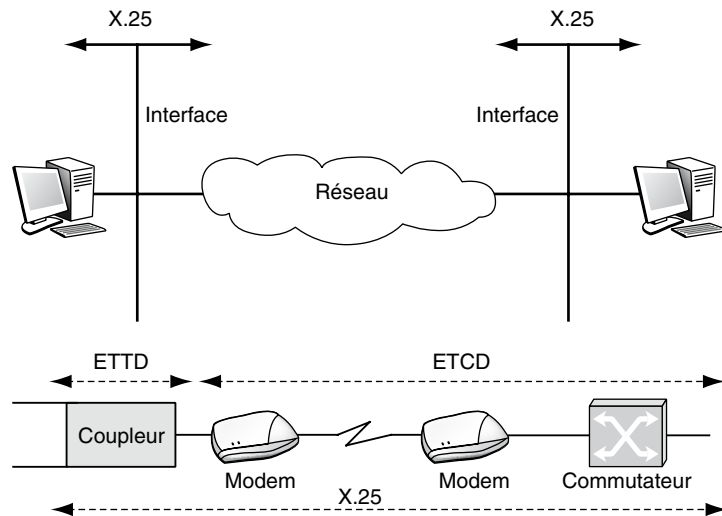 X.25
X.25
Interface
Interface
Réseau
ETTD
ETCD
Coupleur
Modem
Modem
Commutateur
X.25